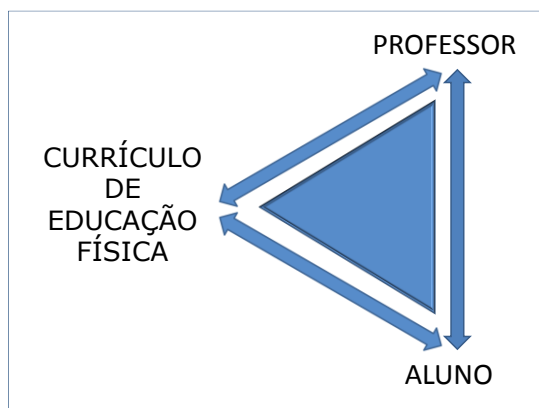 PROFESSOR
CURRÍCULO
DE
EDUCAÇÃO
FÍSICA
ALUNO